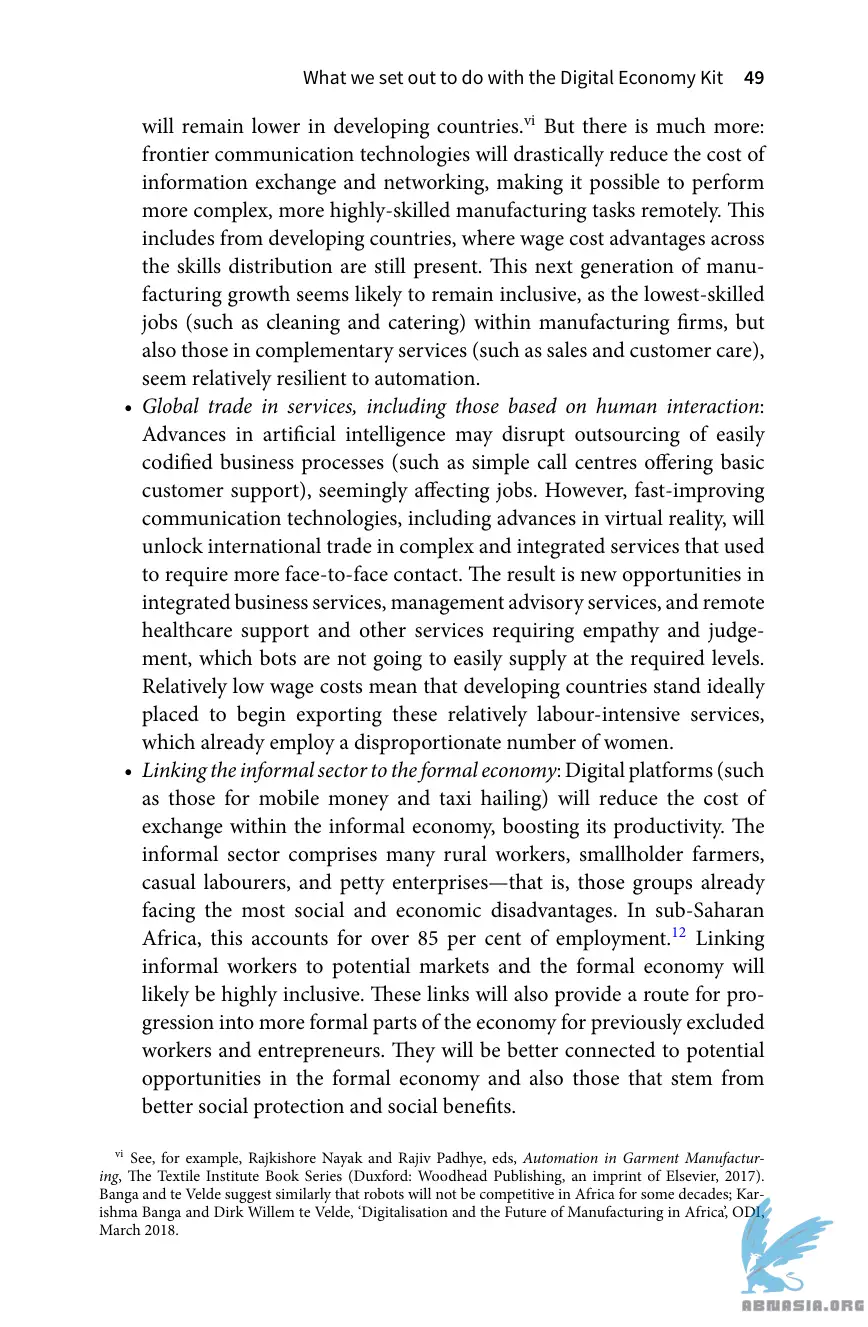 What we set out to do with the Digital Economy Kit 49
will remain lower in developing countries.vi But there is much more:
frontier communication technologies will drastically reduce the cost of
information exchange and networking, making it possible to perform
more complex, more highly-skilled manufacturing tasks remotely. This
includes from developing countries, where wage cost advantages across
the skills distribution are still present. This next generation of manu-
facturing growth seems likely to remain inclusive, as the lowest-skilled
jobs (such as cleaning and catering) within manufacturing firms, but
also those in complementary services (such as sales and customer care),
seem relatively resilient to automation.
• Global trade in services, including those based on human interaction:
Advances in artificial intelligence may disrupt outsourcing of easily
codified business processes (such as simple call centres offering basic
customer support), seemingly affecting jobs. However, fast-improving
communication technologies, including advances in virtual reality, will
unlock international trade in complex and integrated services that used
to require more face-to-face contact. The result is new opportunities in
integrated business services, management advisory services, and remote
healthcare support and other services requiring empathy and judge-
ment, which bots are not going to easily supply at the required levels.
Relatively low wage costs mean that developing countries stand ideally
placed to begin exporting these relatively labour-intensive services,
which already employ a disproportionate number of women.
• Linking the informal sector to the formal economy: Digital platforms (such
as those for mobile money and taxi hailing) will reduce the cost of
exchange within the informal economy, boosting its productivity. The
informal sector comprises many rural workers, smallholder farmers,
casual labourers, and petty enterprises—that is, those groups already
facing the most social and economic disadvantages. In sub-Saharan
Africa, this accounts for over 85 per cent of employment.12 Linking
informal workers to potential markets and the formal economy will
likely be highly inclusive. These links will also provide a route for pro-
gression into more formal parts of the economy for previously excluded
workers and entrepreneurs. They will be better connected to potential
opportunities in the formal economy and also those that stem from
better social protection and social benefits.
vi See, for example, Rajkishore Nayak and Rajiv Padhye, eds, Automation in Garment Manufactur-
ing, The Textile Institute Book Series (Duxford: Woodhead Publishing, an imprint of Elsevier, 2017).
Banga and te Velde suggest similarly that robots will not be competitive in Africa for some decades; Kar-
ishma Banga and Dirk Willem te Velde, ‘Digitalisation and the Future of Manufacturing in Africa’, ODI,
March 2018.
ABNASIA.ORG